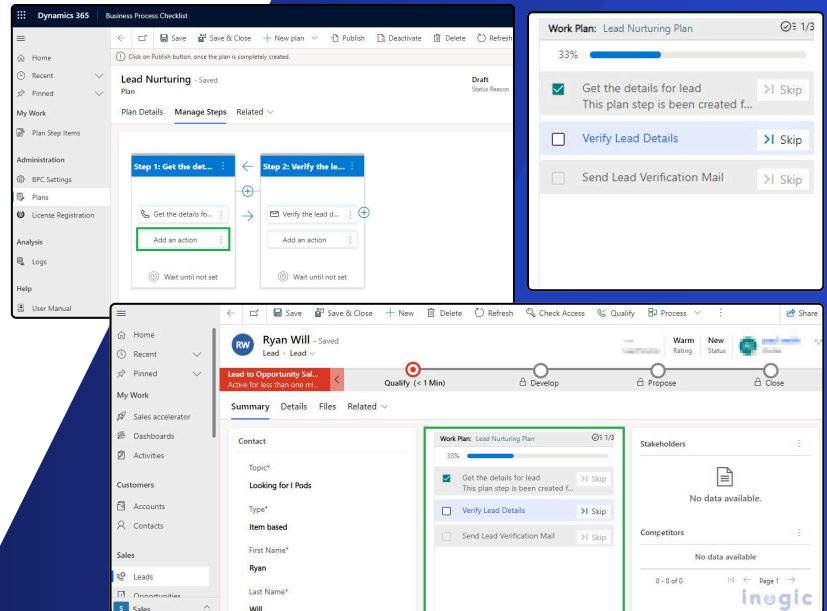 Dynamics 365 Business Process Checklist
Save Save & Close New plan Publish Deactivate Delete Refresh
Click on Publish button, once the plan is completely created.
Home
Recent
Pinned
My Work
Plan Step Items
Administration
BPC Settings
Plans
License Registration
Analysis
Logs
Help
User Manual
Lead Nurturing - Saved
Plan
Draft
Status Reason
Plan Details Manage Steps Related
Step 1: Get the det...
Get the details fo...
Add an action
Wait until not set
Step 2: Verify the le...
Verify the lead d...
Add an action
Wait until not set
Work Plan: Lead Nurturing Plan 1/3
33%
Get the details for lead
This plan step is been created f...
Skip
Verify Lead Details Skip
Send Lead Verification Mail Skip
Save Save & Close New Delete Refresh Check Access Qualify Process Share
Home
Recent
Pinned
My Work
Sales accelerator
Dashboards
Activities
Customers
Accounts
Contacts
Sales
Leads
Opportunities
S Sales
RW Ryan Will - Saved
Lead · Lead
Warm
Rating
New
Status
Lead to Opportunity Sal...
Active for less than one mi...
Qualify (< 1 Min) Develop Propose Close
Summary Details Files Related
Contact
Topic*
Looking for I Pods
Type*
Item based
First Name*
Ryan
Last Name*
Will
Work Plan: Lead Nurturing Plan 1/3
33%
Get the details for lead
This plan step is been created f...
Skip
Verify Lead Details Skip
Send Lead Verification Mail Skip
Stakeholders
No data available.
Competitors
No data available
0 - 0 of 0 Page 1
inogic